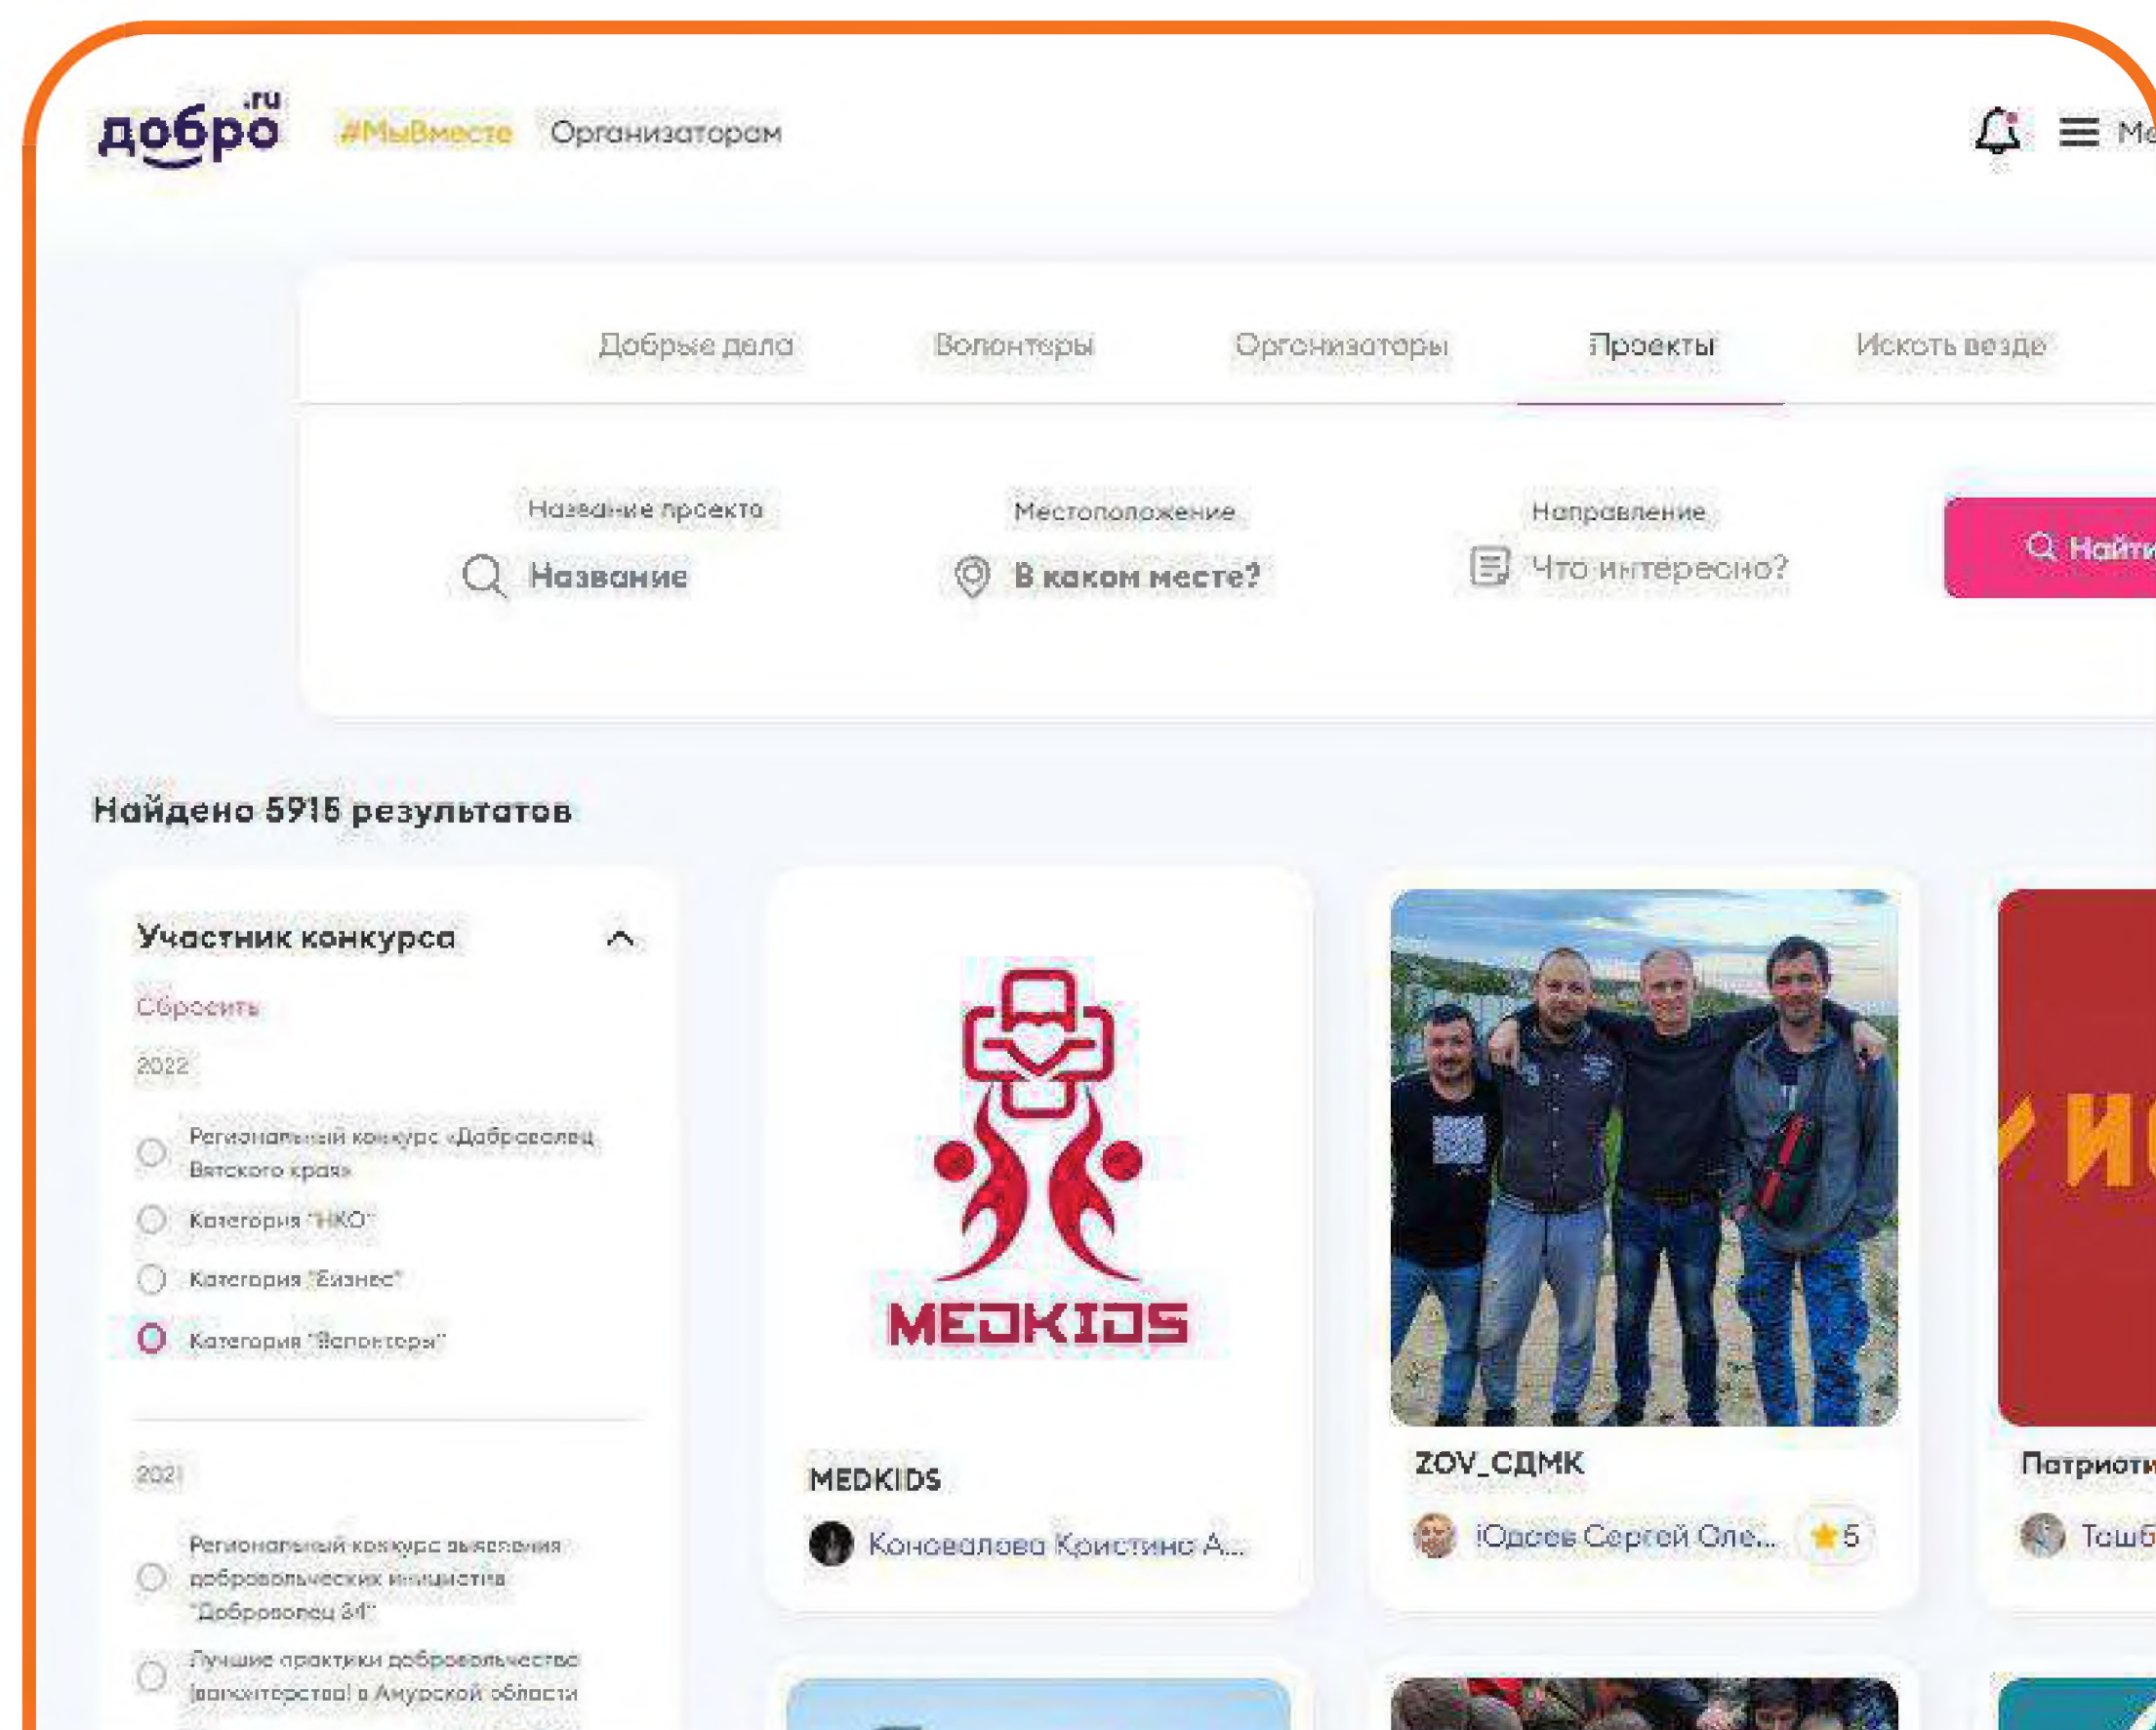 добро.ru
#МыВместе Организаторам
Добрые дела Волонтеры Организаторы Проекты Искать везде
Название проекта Местоположение Направление
Название В каком месте? Что интересно? Найти
Найдено 5915 результатов
Участник конкурса
Сбросить
2022
Региональный конкурс «Доброволец
Вятского края»
Категория "НКО"
Категория "Бизнес"
Категория "Волонтеры"
2021
Региональный конкурс выявления
добровольческих инициатив
"Доброволец 34"
Лучшие практики добровольчества
(волонтерства) в Амурской области
MEDKIDS
MEDKIDS
Коновалова Кристина А...
ZOV_СДМК
Юдаев Сергей Оле... 5